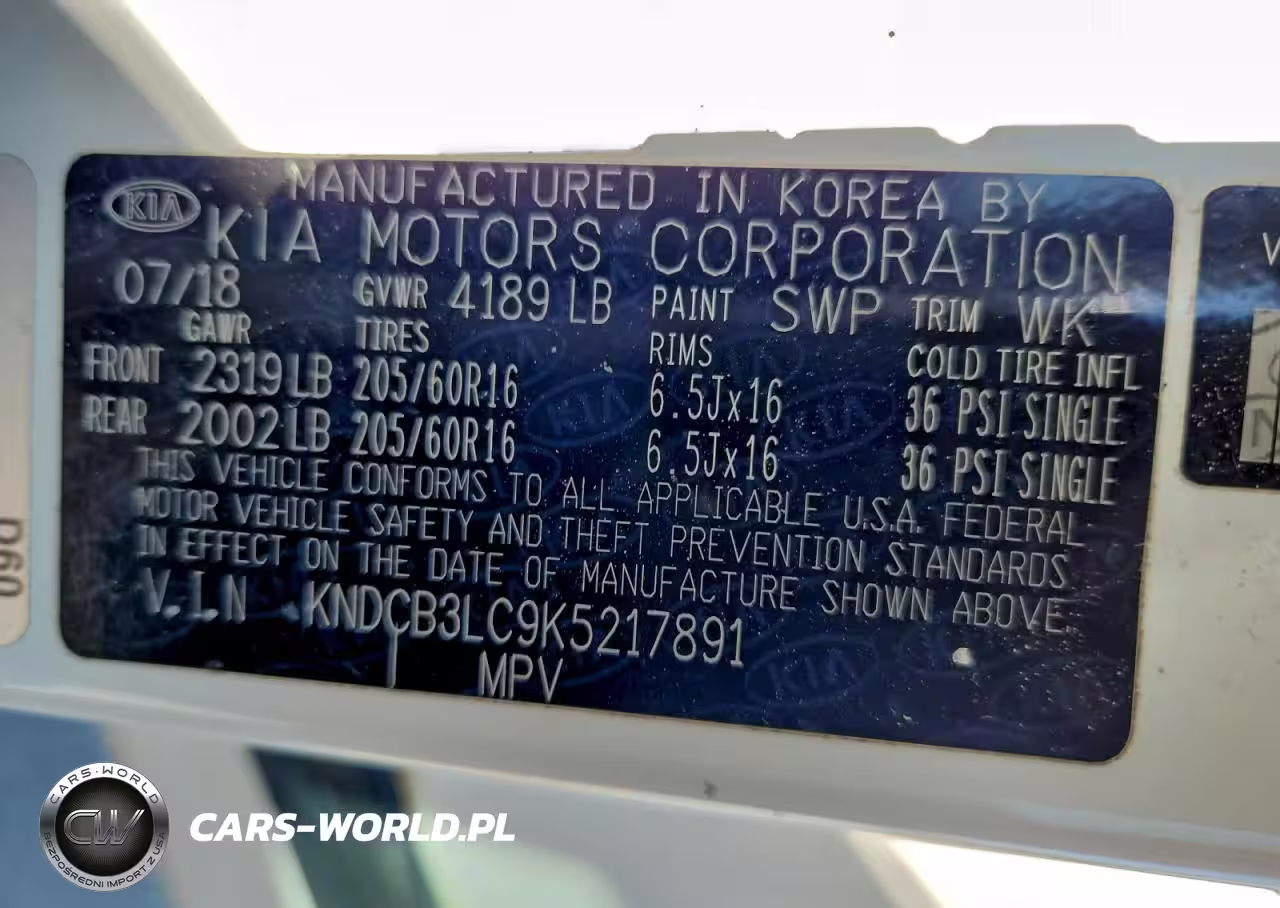 KIA
MANUFACTURED IN KOREA BY
KIA MOTORS CORPORATION
07/18 GVWR 4189 LB PAINT SWP TRIM WK
GAWR TIRES RIMS COLD TIRE INFL
FRONT 2319 LB 205/60R16 6.5Jx16 36 PSI SINGLE
REAR 2002 LB 205/60R16 6.5Jx16 36 PSI SINGLE
THIS VEHICLE CONFORMS TO ALL APPLICABLE U.S.A. FEDERAL
MOTOR VEHICLE SAFETY AND THEFT PREVENTION STANDARDS
IN EFFECT ON THE DATE OF MANUFACTURE SHOWN ABOVE.
V.I.N KNDCB3LC9K5217891
MPV
CARS-WORLD
CW
BEZPOŚREDNI IMPORT Z USA
CARS-WORLD.PL